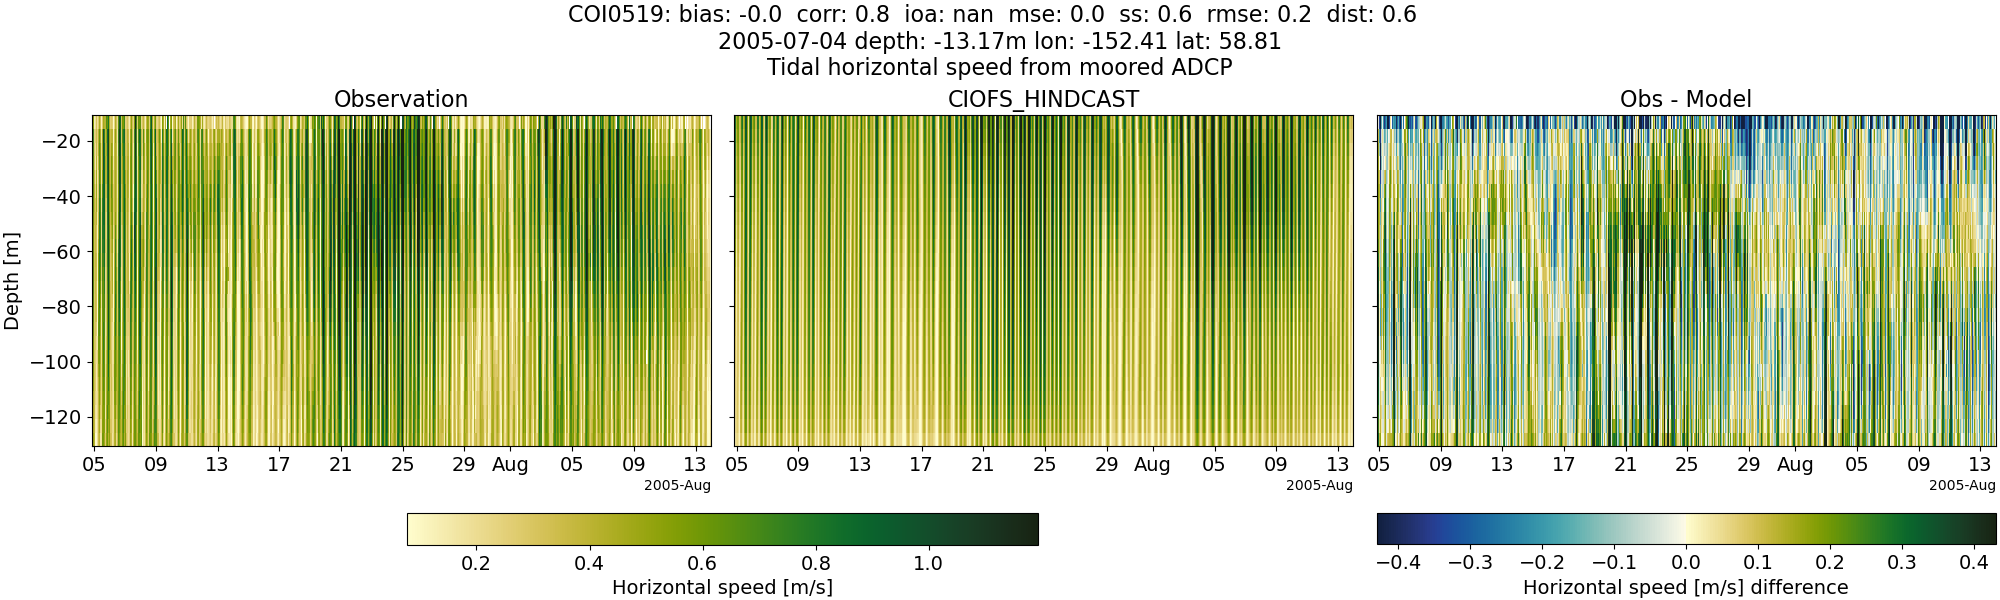 COI0519: bias: -0.0 corr: 0.8 ioa: nan mse: 0.0 ss: 0.6 rmse: 0.2 dist: 0.6
2005-07-04 depth: -13.17m lon: -152.41 lat: 58.81
Tidal horizontal speed from moored ADCP
Observation
CIOFS_HINDCAST
Obs - Model
Depth [m]
−20
−40
−60
−80
−100
−120
05 09 13 17 21 25 29 Aug 05 09 13
2005-Aug
05 09 13 17 21 25 29 Aug 05 09 13
2005-Aug
05 09 13 17 21 25 29 Aug 05 09 13
2005-Aug
0.2 0.4 0.6 0.8 1.0
Horizontal speed [m/s]
−0.4 −0.3 −0.2 −0.1 0.0 0.1 0.2 0.3 0.4
Horizontal speed [m/s] difference